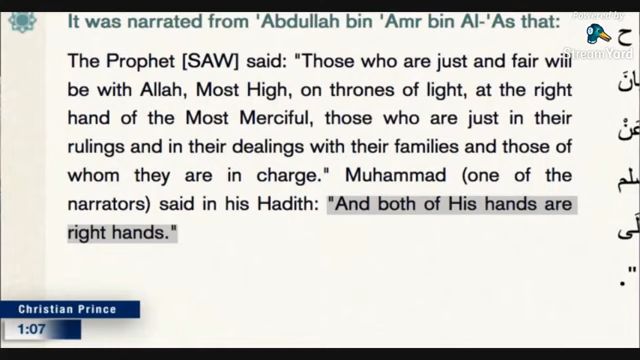 It was narrated from 'Abdullah bin 'Amr bin Al-'As that:
Powered by
StreamYard
The Prophet [SAW] said: "Those who are just and fair will
be with Allah, Most High, on thrones of light, at the right
hand of the Most Merciful, those who are just in their
rulings and in their dealings with their families and those of
whom they are in charge." Muhammad (one of the
narrators) said in his Hadith: "And both of His hands are
right hands."
Christian Prince
1:07